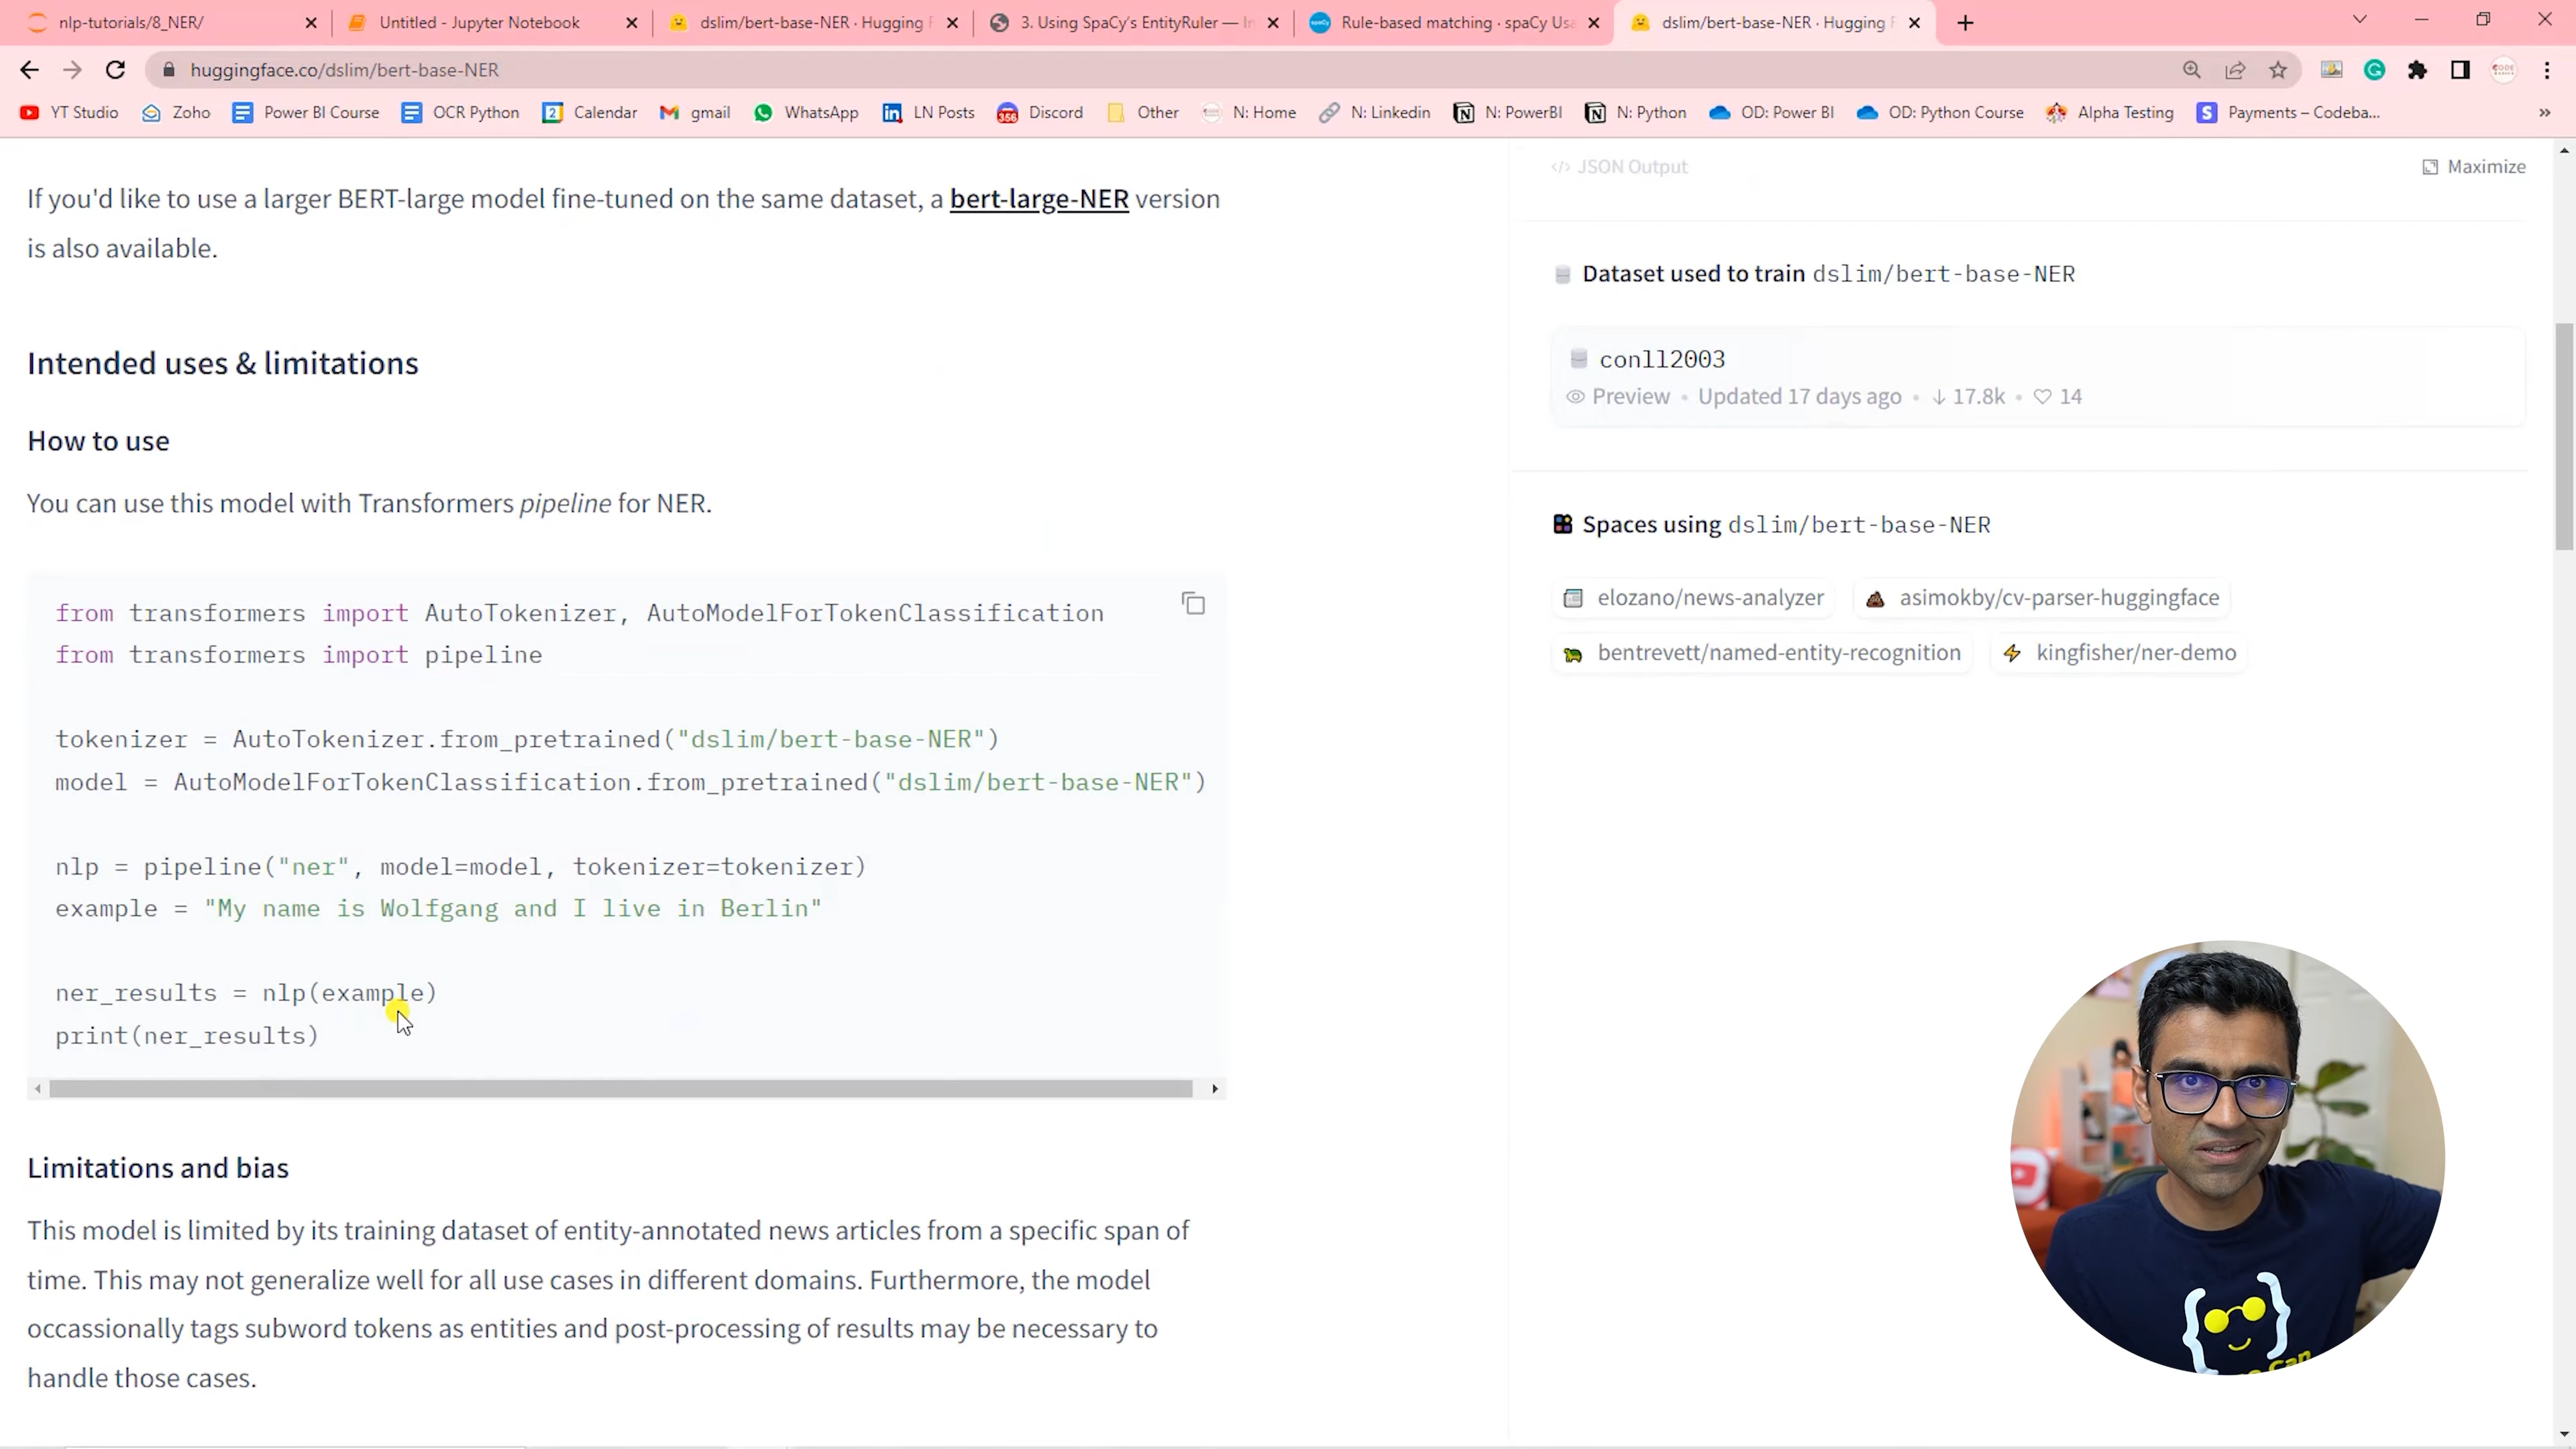 nlp-tutorials/8_NER/
Untitled - Jupyter Notebook
dslim/bert-base-NER · Hugging F
3. Using SpaCy's EntityRuler — In
Rule-based matching · spaCy Usa
dslim/bert-base-NER · Hugging F
huggingface.co/dslim/bert-base-NER
YT Studio
Zoho
Power BI Course
OCR Python
Calendar
gmail
WhatsApp
LN Posts
Discord
Other
N: Home
N: Linkedin
N: PowerBI
N: Python
OD: Power BI
OD: Python Course
Alpha Testing
Payments – Codeba...
If you'd like to use a larger BERT-large model fine-tuned on the same dataset, a bert-large-NER version
is also available.
Intended uses & limitations
How to use
You can use this model with Transformers pipeline for NER.
from transformers import AutoTokenizer, AutoModelForTokenClassification
from transformers import pipeline
tokenizer = AutoTokenizer.from_pretrained("dslim/bert-base-NER")
model = AutoModelForTokenClassification.from_pretrained("dslim/bert-base-NER")
nlp = pipeline("ner", model=model, tokenizer=tokenizer)
example = "My name is Wolfgang and I live in Berlin"
ner_results = nlp(example)
print(ner_results)
Limitations and bias
This model is limited by its training dataset of entity-annotated news articles from a specific span of
time. This may not generalize well for all use cases in different domains. Furthermore, the model
occassionally tags subword tokens as entities and post-processing of results may be necessary to
handle those cases.
</> JSON Output
Maximize
Dataset used to train dslim/bert-base-NER
conll2003
Preview • Updated 17 days ago • ↓ 17.8k • ♡ 14
Spaces using dslim/bert-base-NER
elozano/news-analyzer
asimokby/cv-parser-huggingface
bentrevett/named-entity-recognition
kingfisher/ner-demo